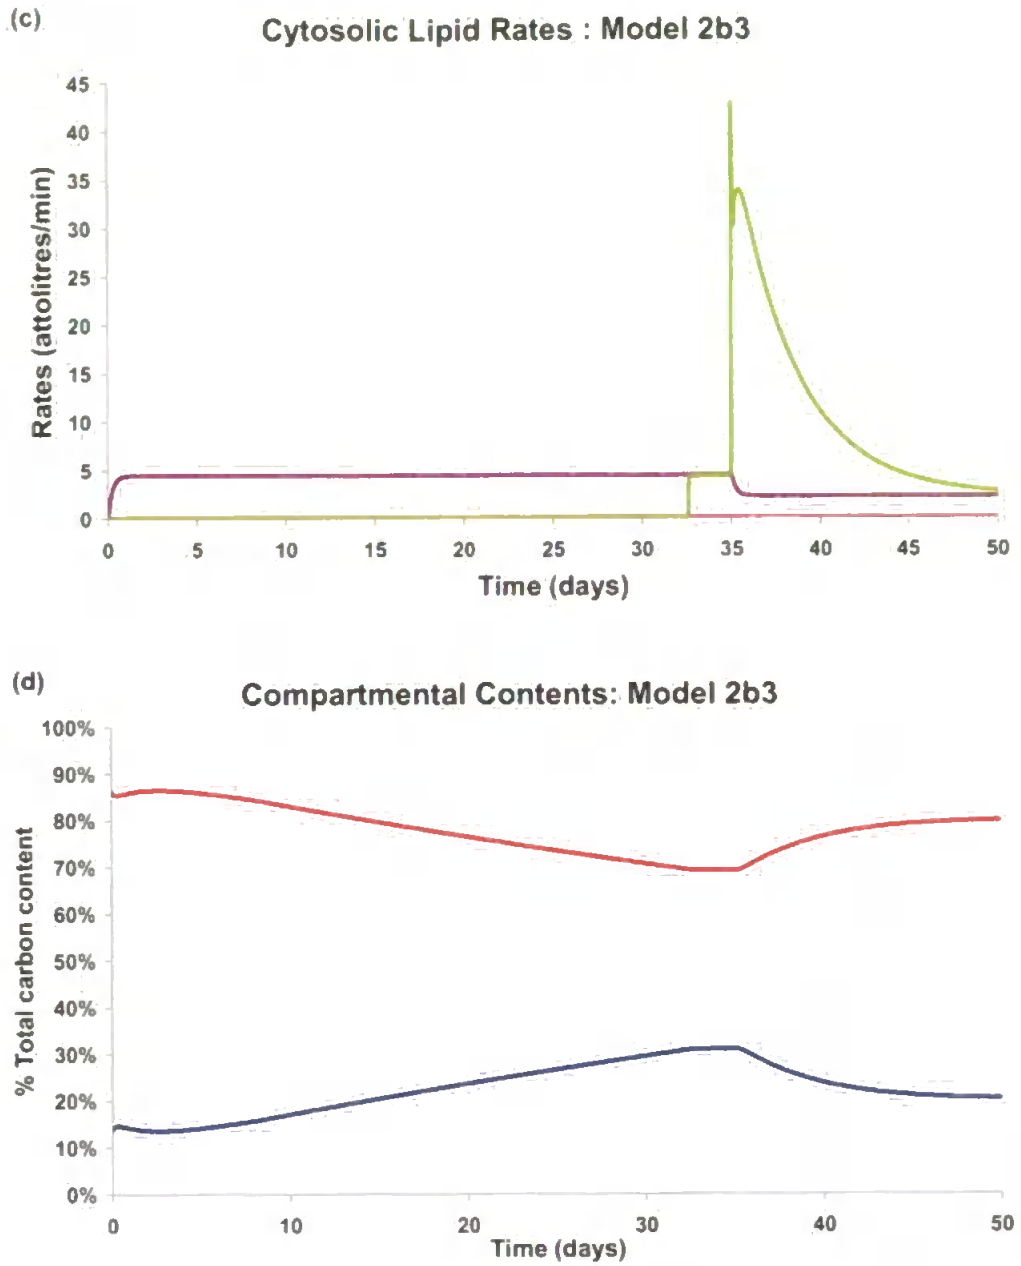 (c)
Cytosolic Lipid Rates : Model 2b3
Rates (attolitres/min)
45
40
35
30
25
20
15
10
5
0
0 5 10 15 20 25 30 35 40 45 50
Time (days)
(d)
Compartmental Contents: Model 2b3
% Total carbon content
100%
90%
80%
70%
60%
50%
40%
30%
20%
10%
0%
0 10 20 30 40 50
Time (days)